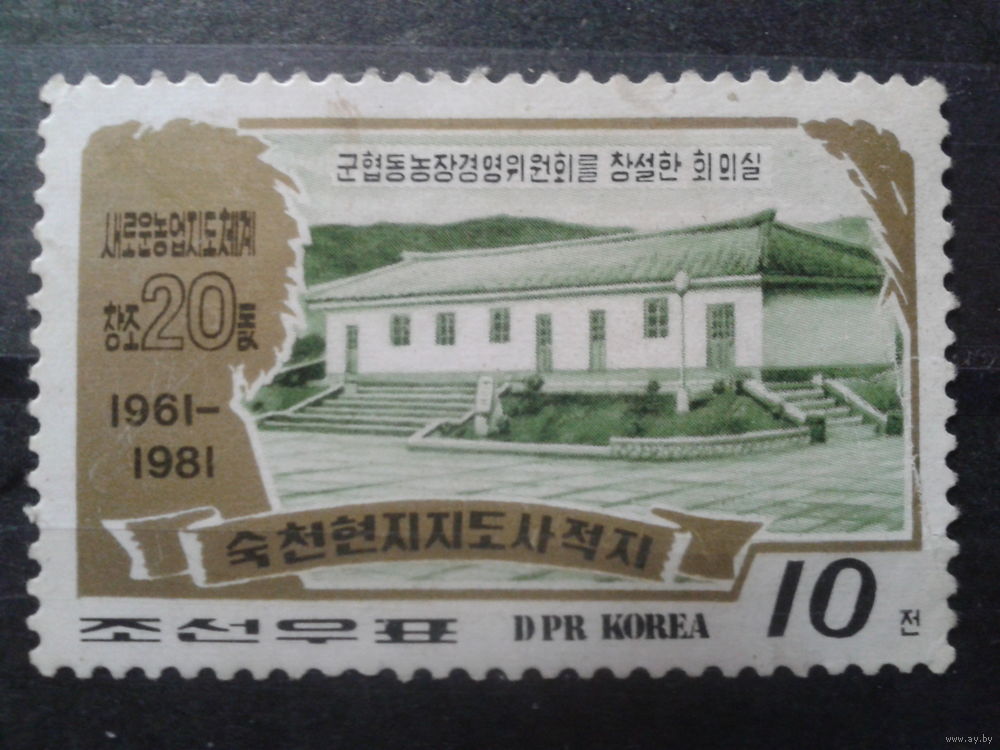 군협동농장경영위원회를 창설한 회의실
새로운농업지도체계
창조20돐
1961-
1981
숙천현지지도사적지
조선우표 DPR KOREA 10전
www.ay.by